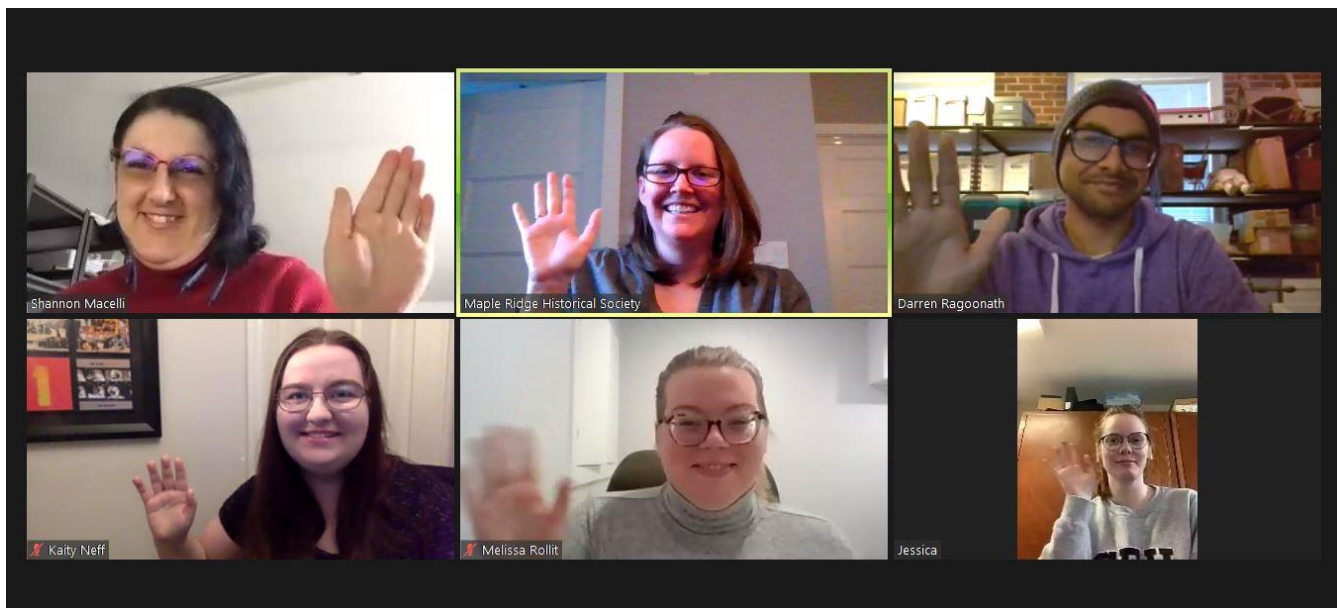 Shannon Macelli
Maple Ridge Historical Society
Darren Ragoonath
Kaity Neff
Melissa Rollit
Jessica